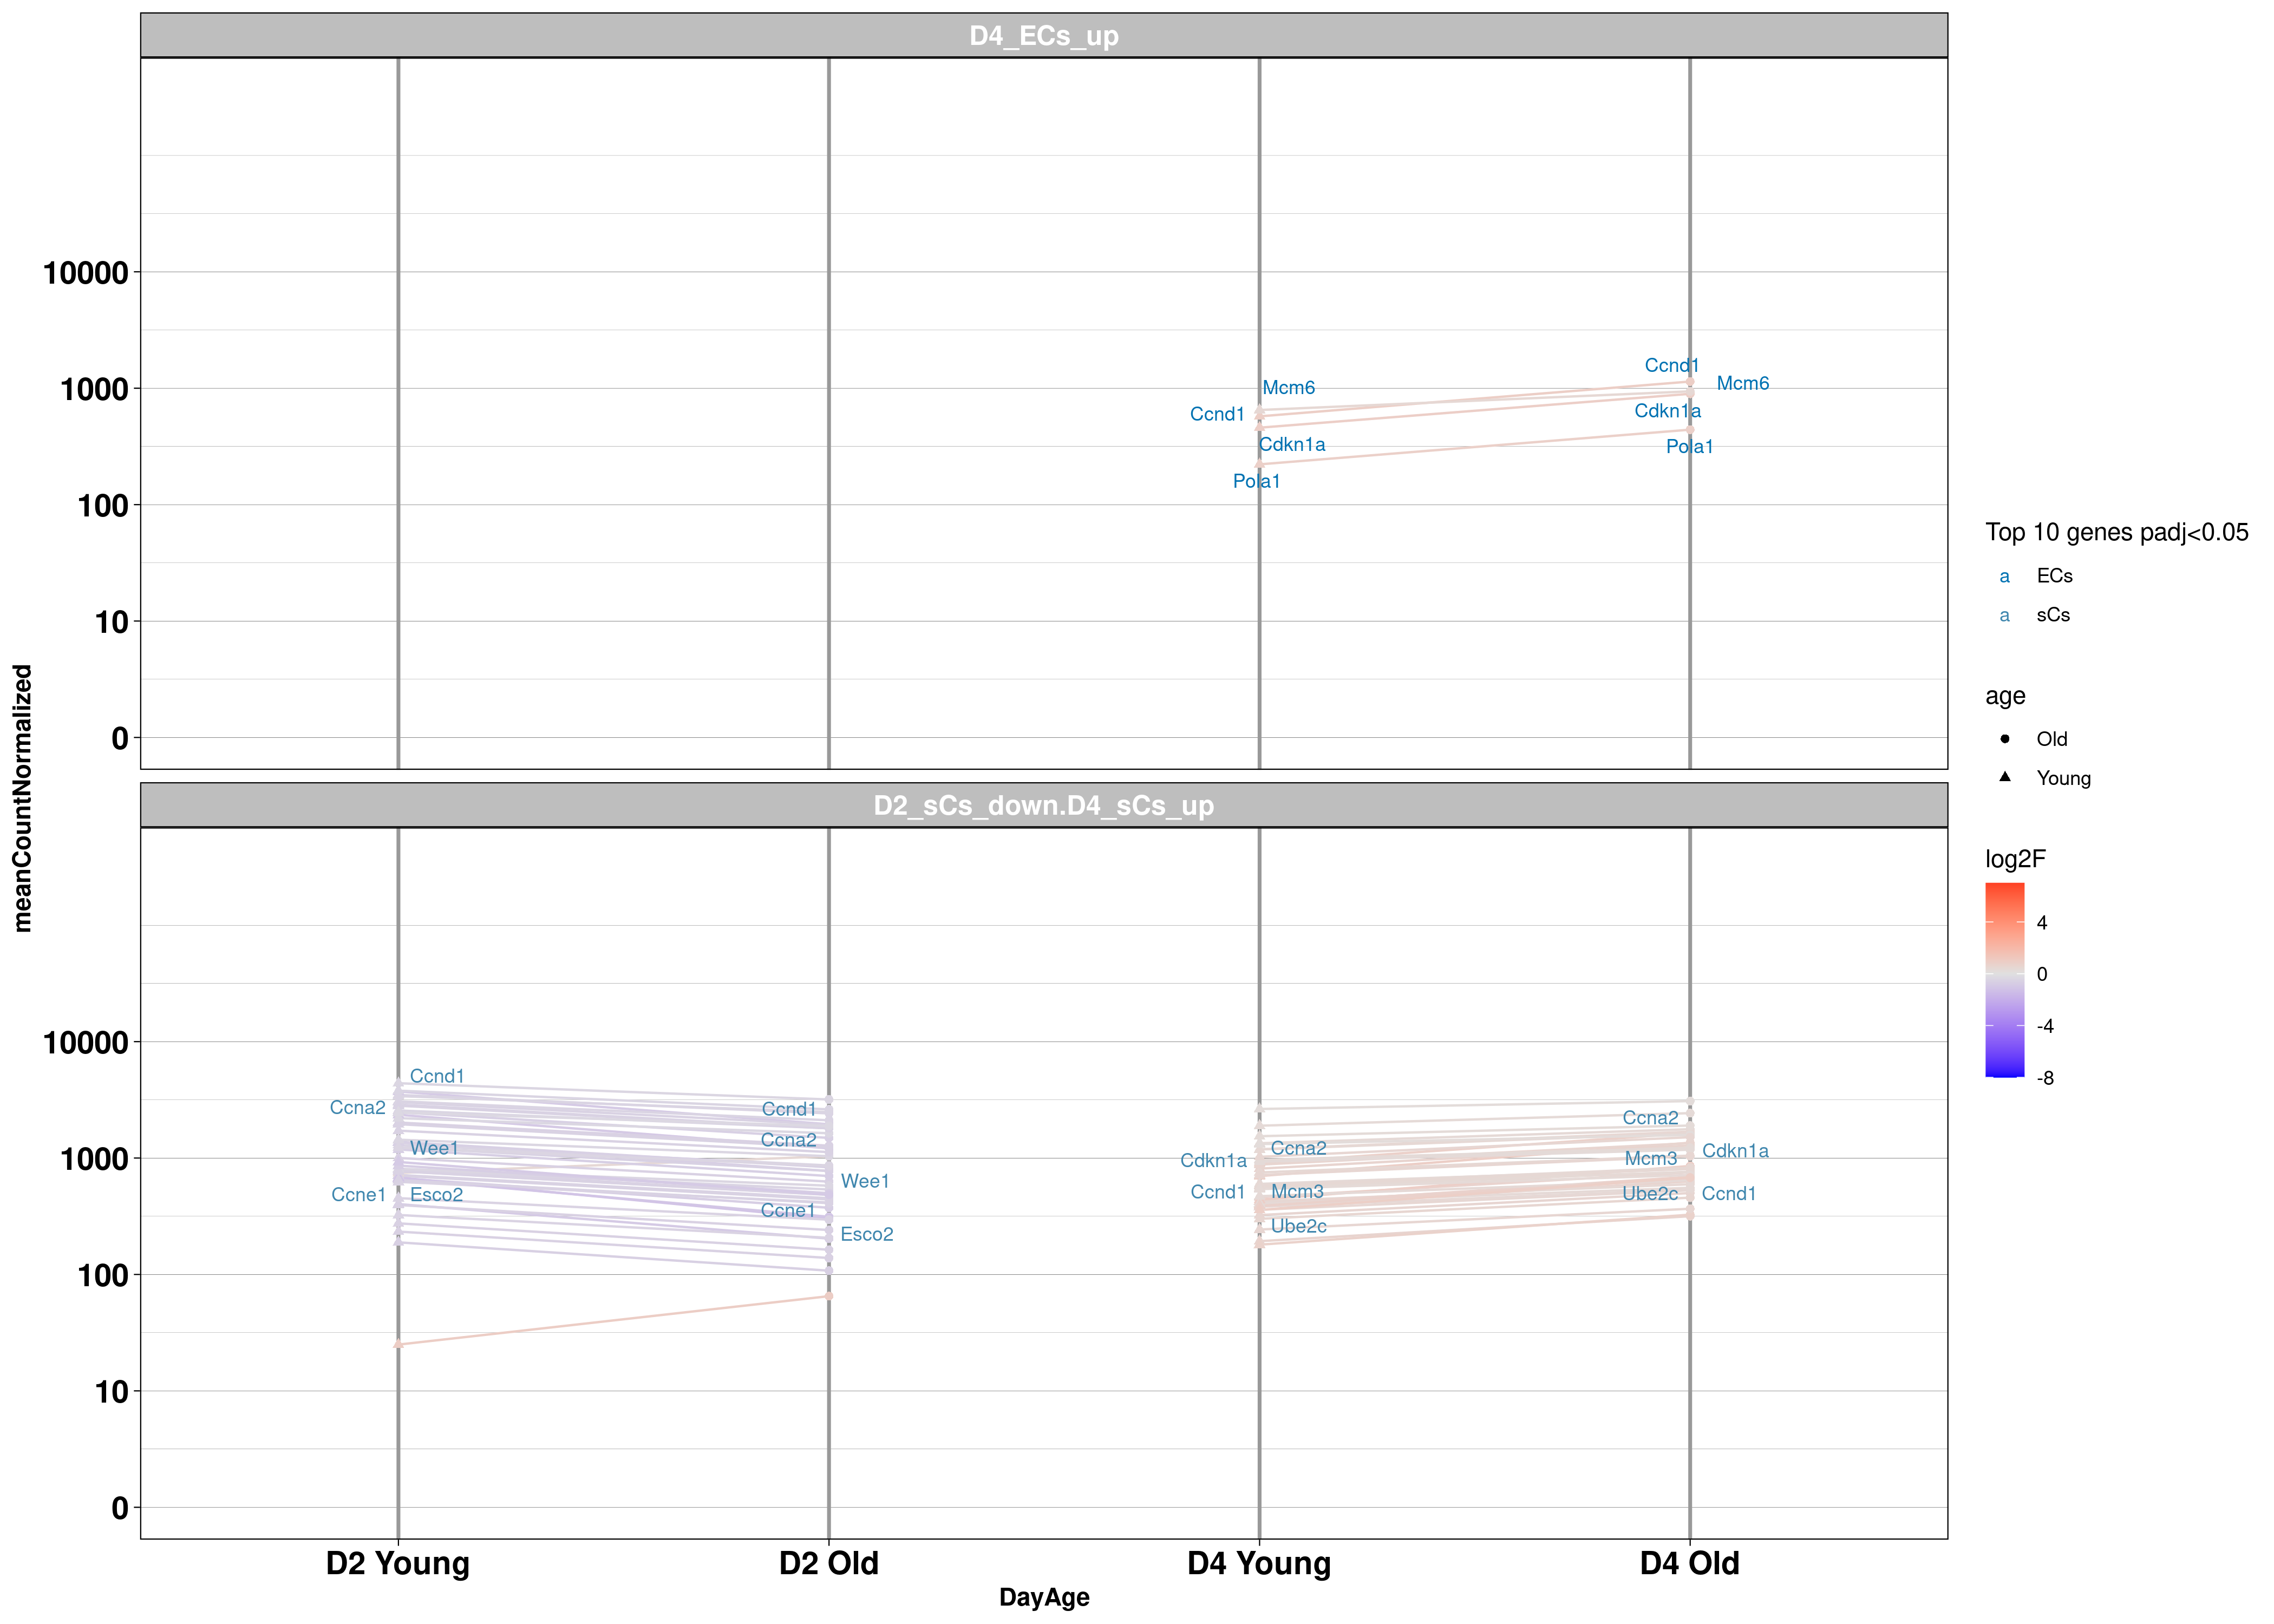 D4_ECs_up
10000
1000
100
10
0
Mcm6
Ccnd1
Cdkn1a
Pola1
Ccnd1
Mcm6
Cdkn1a
Pola1
meanCountNormalized
D2_sCs_down.D4_sCs_up
10000
1000
100
10
0
Ccnd1
Ccna2
Wee1
Ccne1
Esco2
Ccnd1
Ccna2
Wee1
Ccne1
Esco2
Ccna2
Cdkn1a
Ccnd1
Mcm3
Ube2c
Ccna2
Cdkn1a
Mcm3
Ube2c
Ccnd1
D2 Young
D2 Old
D4 Young
D4 Old
DayAge
Top 10 genes padj<0.05
a ECs
a sCs
age
Old
Young
log2F
4
0
-4
-8